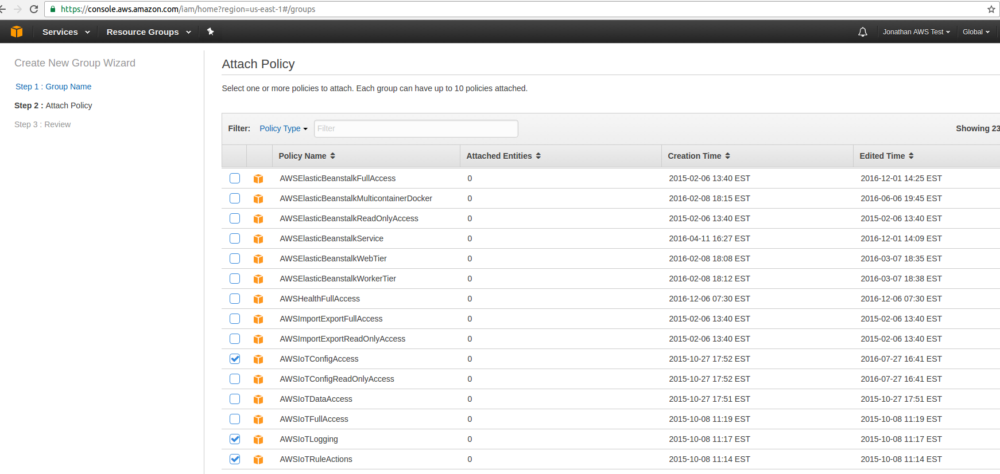 https://console.aws.amazon.com/iam/home?region=us-east-1#/groups
Services Resource Groups Jonathan AWS Test Global
Create New Group Wizard
Step 1 : Group Name
Step 2 : Attach Policy
Step 3 : Review
Attach Policy
Select one or more policies to attach. Each group can have up to 10 policies attached.
Filter: Policy Type Filter Showing 23
Policy Name Attached Entities Creation Time Edited Time
AWSElasticBeanstalkFullAccess 0 2015-02-06 13:40 EST 2016-12-01 14:25 EST
AWSElasticBeanstalkMulticontainerDocker 0 2016-02-08 18:15 EST 2016-06-06 19:45 EST
AWSElasticBeanstalkReadOnlyAccess 0 2015-02-06 13:40 EST 2015-02-06 13:40 EST
AWSElasticBeanstalkService 0 2016-04-11 16:27 EST 2016-12-01 14:09 EST
AWSElasticBeanstalkWebTier 0 2016-02-08 18:08 EST 2016-03-07 18:35 EST
AWSElasticBeanstalkWorkerTier 0 2016-02-08 18:12 EST 2016-03-07 18:38 EST
AWSHealthFullAccess 0 2016-12-06 07:30 EST 2016-12-06 07:30 EST
AWSImportExportFullAccess 0 2015-02-06 13:40 EST 2015-02-06 13:40 EST
AWSImportExportReadOnlyAccess 0 2015-02-06 13:40 EST 2015-02-06 13:40 EST
AWSIoTConfigAccess 0 2015-10-27 17:52 EST 2016-07-27 16:41 EST
AWSIoTConfigReadOnlyAccess 0 2015-10-27 17:52 EST 2016-07-27 16:41 EST
AWSIoTDataAccess 0 2015-10-27 17:51 EST 2015-10-27 17:51 EST
AWSIoTFullAccess 0 2015-10-08 11:19 EST 2015-10-08 11:19 EST
AWSIoTLogging 0 2015-10-08 11:17 EST 2015-10-08 11:17 EST
AWSIoTRuleActions 0 2015-10-08 11:14 EST 2015-10-08 11:14 EST